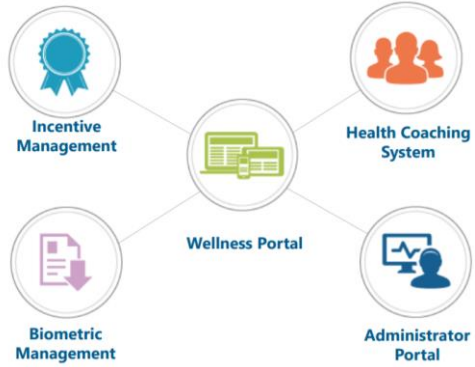 Incentive
Management
Health Coaching
System
Wellness Portal
Biometric
Management
Administrator
Portal